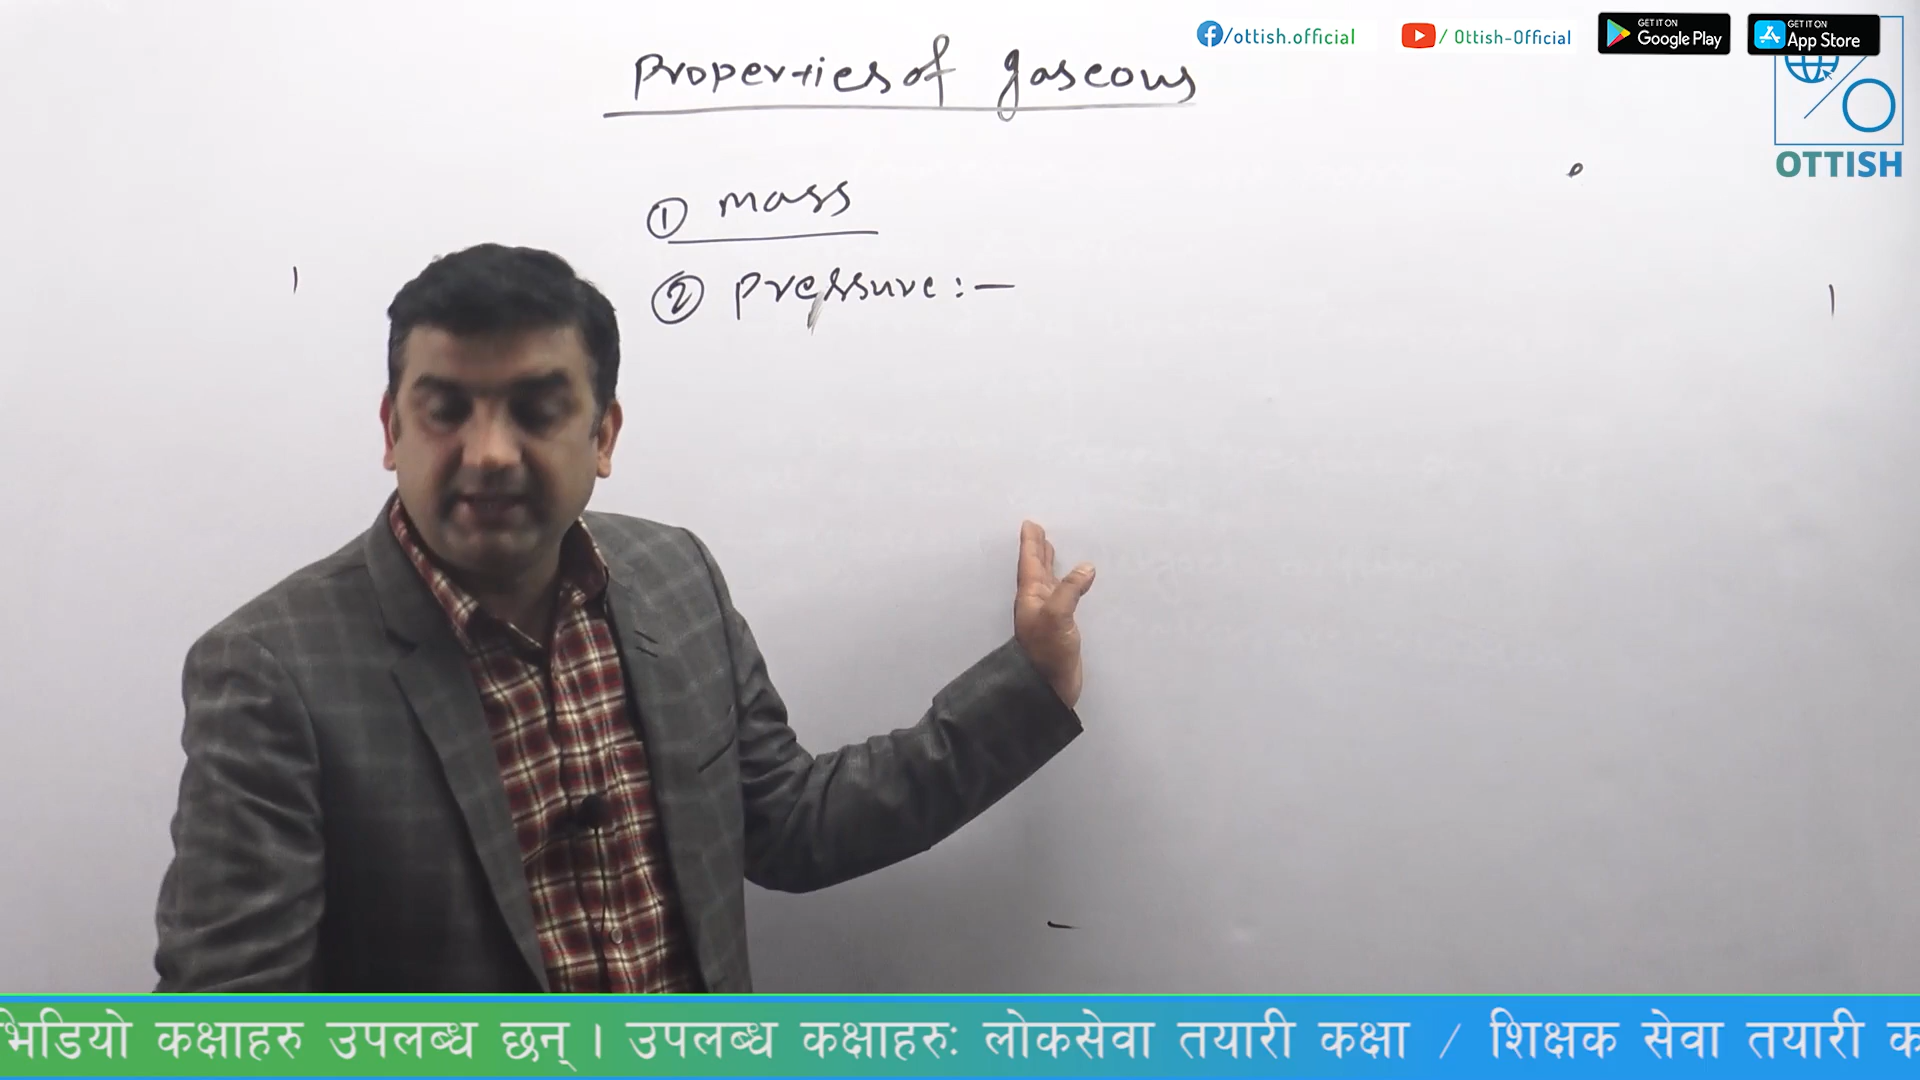 /ottish.official
/ Ottish-Official
GET IT ON
Google Play
GET IT ON
App Store
OTTISH
Properties of gaseous
① mass
② pressure:-
भिडियो कक्षाहरु उपलब्ध छन् । उपलब्ध कक्षाहरुः लोकसेवा तयारी कक्षा / शिक्षक सेवा तयारी क